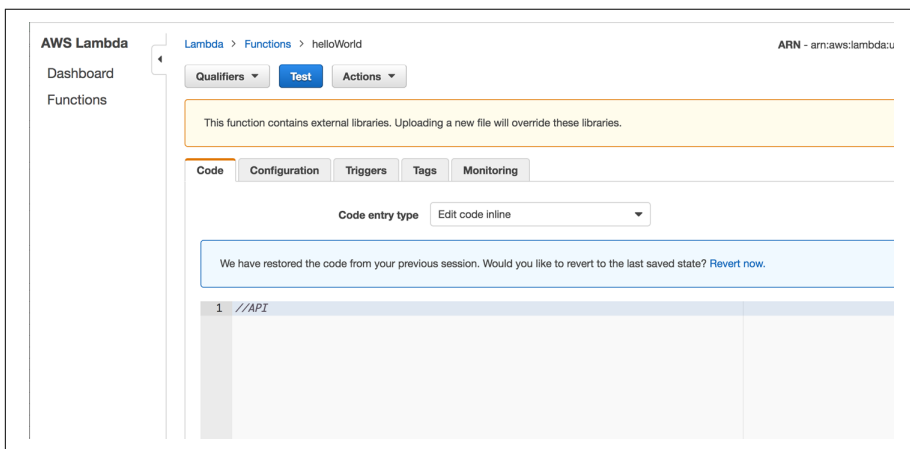 AWS Lambda
Dashboard
Functions
Lambda > Functions > helloWorld
ARN - arn:aws:lambda:u
Qualifiers Test Actions
This function contains external libraries. Uploading a new file will override these libraries.
Code Configuration Triggers Tags Monitoring
Code entry type Edit code inline
We have restored the code from your previous session. Would you like to revert to the last saved state? Revert now.
1 //API